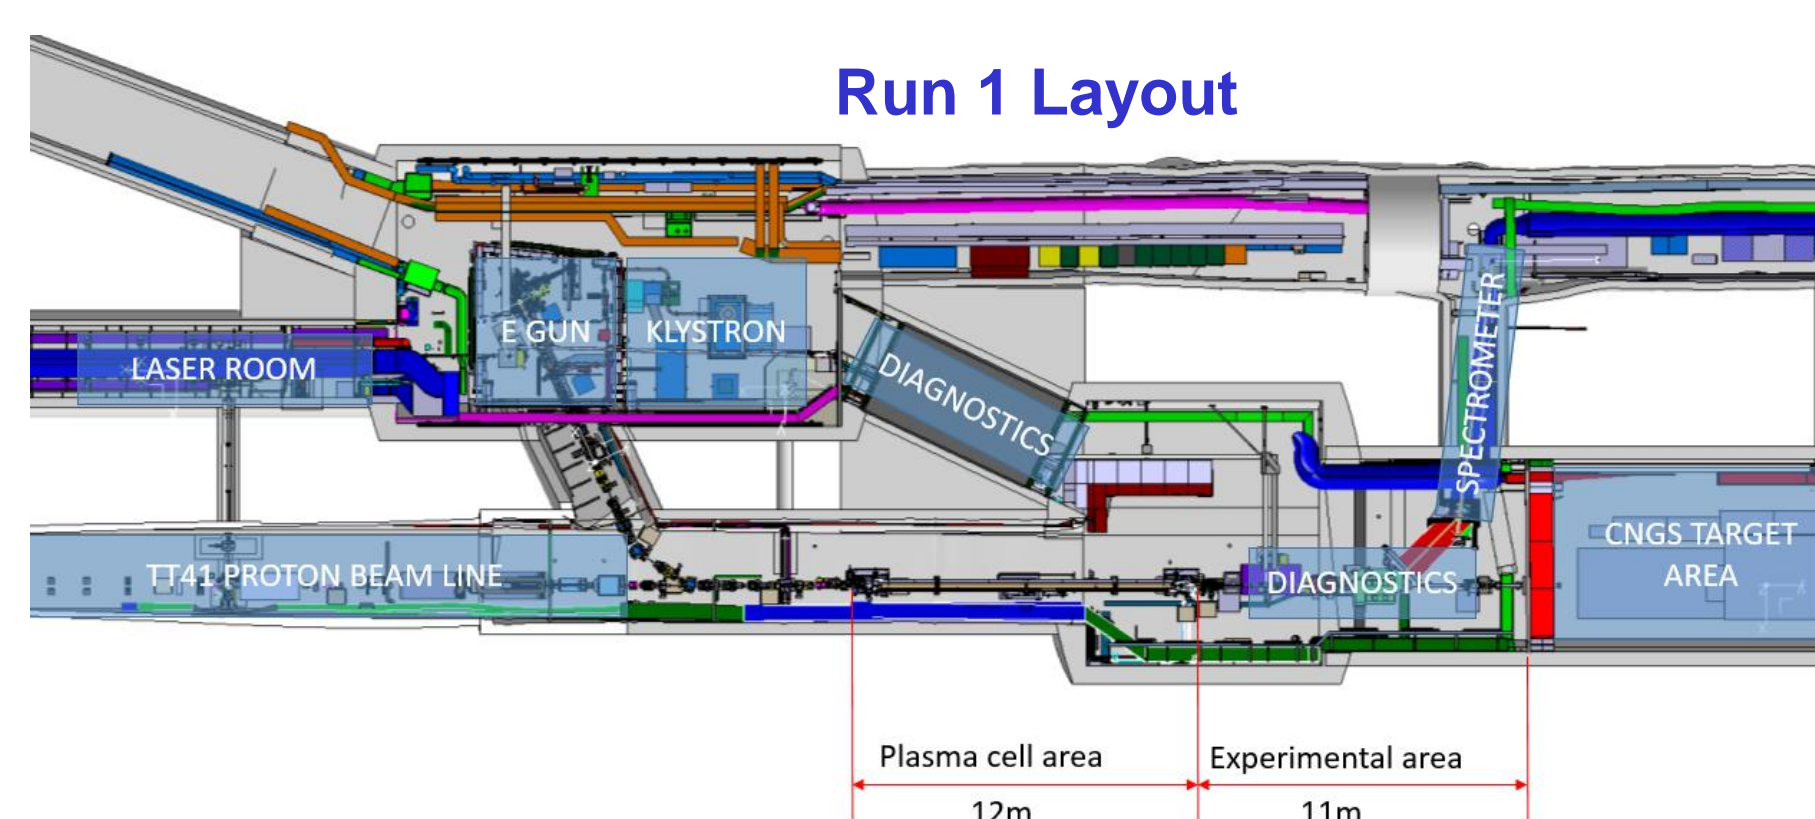 Run 1 Layout
E GUN
KLYSTRON
LASER ROOM
DIAGNOSTICS
SPECTROMETER
TT41 PROTON BEAM LINE
DIAGNOSTICS
CNGS TARGET
AREA
Plasma cell area
Experimental area
12m
11m